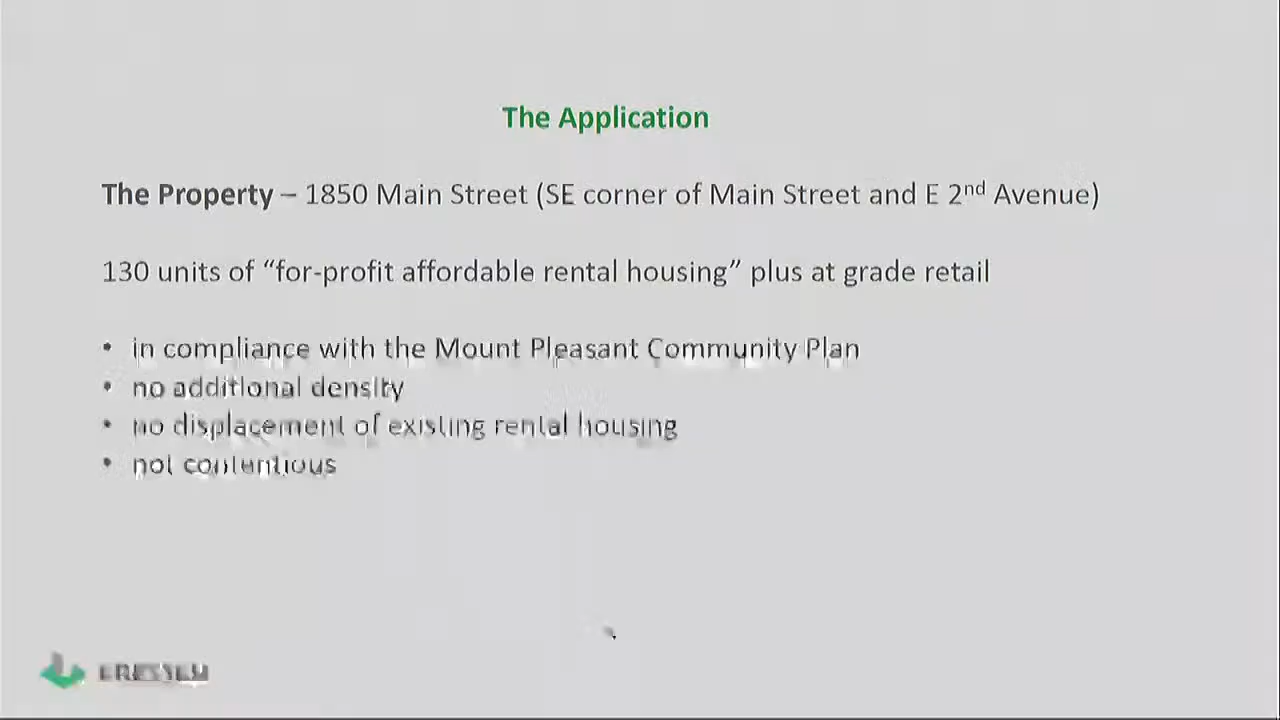 The Application
The Property – 1850 Main Street (SE corner of Main Street and E 2nd Avenue)
130 units of “for-profit affordable rental housing” plus at grade retail
• in compliance with the Mount Pleasant Community Plan
• no additional density
• no displacement of existing rental housing
• not contentious